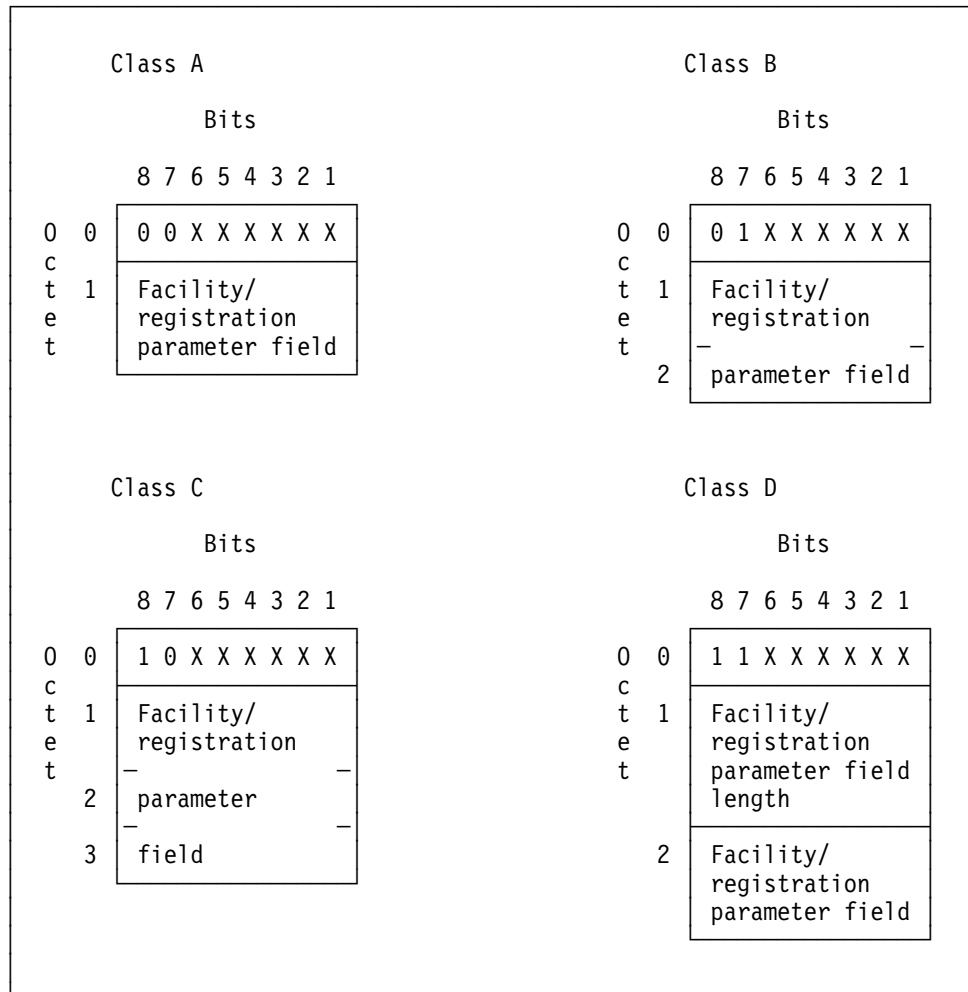 Class A
Bits
8 7 6 5 4 3 2 1
Octet
0 0 0 X X X X X X
1 Facility/
registration
parameter field
Class B
Bits
8 7 6 5 4 3 2 1
Octet
0 0 1 X X X X X X
1 Facility/
registration
2 parameter field
Class C
Bits
8 7 6 5 4 3 2 1
Octet
0 1 0 X X X X X X
1 Facility/
registration
2 parameter
3 field
Class D
Bits
8 7 6 5 4 3 2 1
Octet
0 1 1 X X X X X X
1 Facility/
registration
parameter field
length
2 Facility/
registration
parameter field